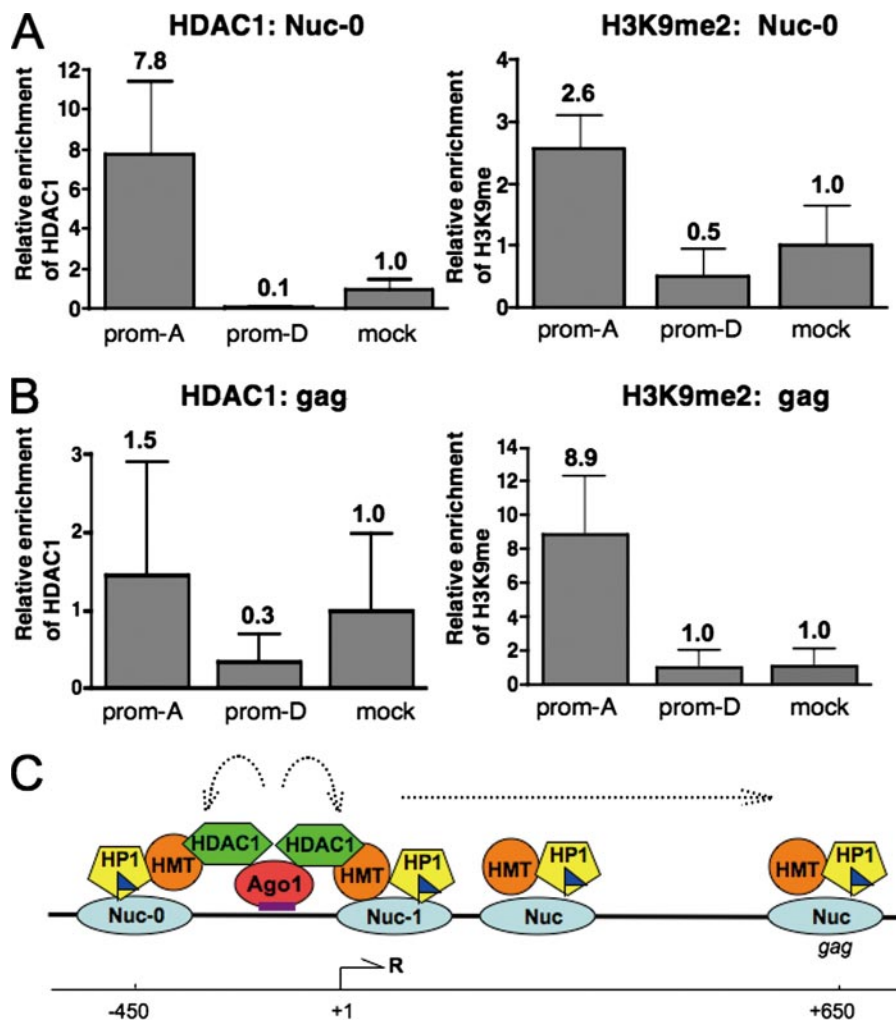 A
HDAC1: Nuc-0
Relative enrichment
of HDAC1
12
10
8
6
4
2
0
7.8
0.1
1.0
prom-A prom-D mock
H3K9me2: Nuc-0
Relative enrichment
of H3K9me
4
3
2
1
0
2.6
0.5
1.0
prom-A prom-D mock
B
HDAC1: gag
Relative enrichment
of HDAC1
3
2
1
0
1.5
0.3
1.0
prom-A prom-D mock
H3K9me2: gag
Relative enrichment
of H3K9me
14
12
10
8
6
4
2
0
8.9
1.0
1.0
prom-A prom-D mock
C
HP1 HMT HDAC1 HDAC1 HMT HP1 HMT HP1 HMT HP1
Ago1
Nuc-0 Nuc-1 Nuc Nuc
gag
R
-450 +1 +650